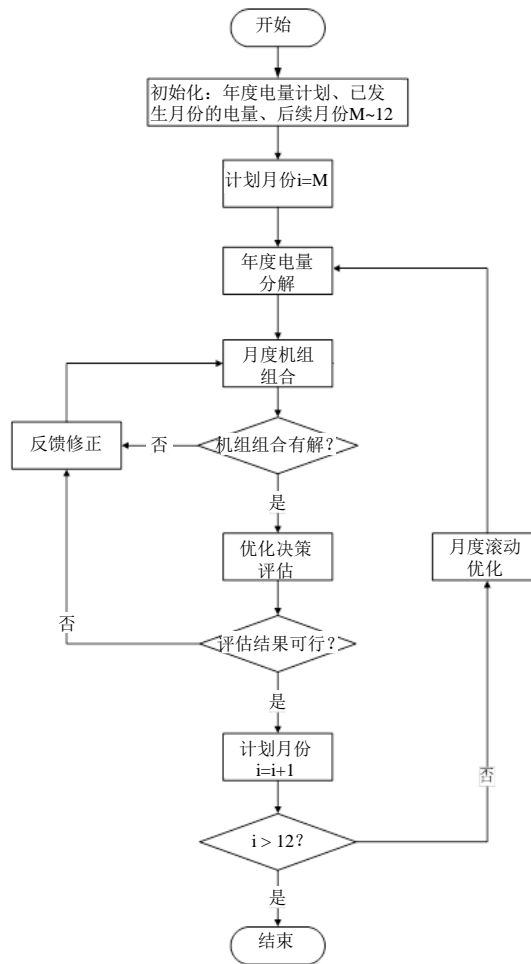 开始
初始化：年度电量计划、已发
生月份的电量、后续月份M~12
计划月份i=M
年度电量
分解
月度机组
组合
反馈修正
否
机组组合有解？
是
优化决策
评估
月度滚动
优化
否
评估结果可行？
是
计划月份
i=i+1
否
i > 12？
是
结束